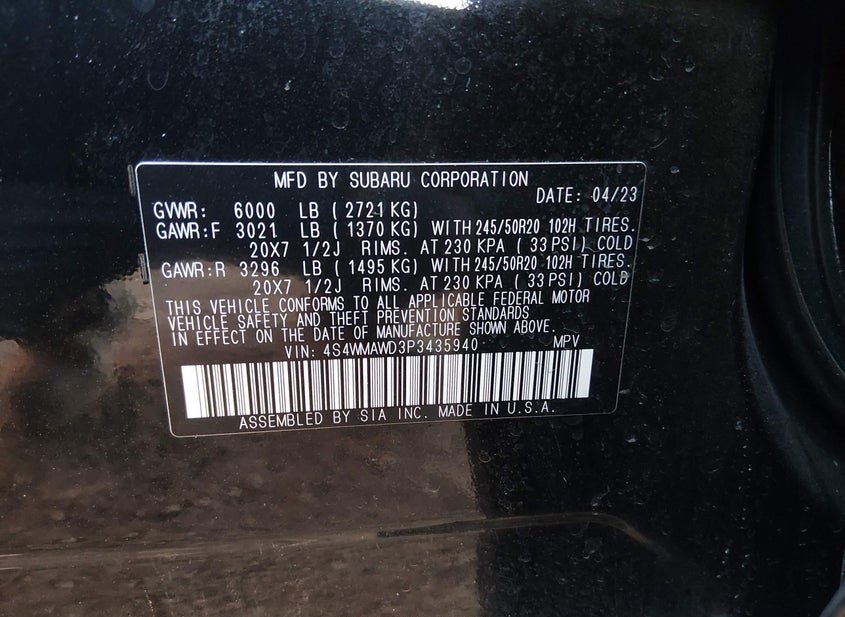 MFD BY SUBARU CORPORATION
DATE: 04/23
GVWR: 6000 LB ( 2721 KG)
GAWR:F 3021 LB ( 1370 KG) WITH 245/50R20 102H TIRES.
20X7 1/2J RIMS. AT 230 KPA ( 33 PSI) COLD
GAWR:R 3296 LB ( 1495 KG) WITH 245/50R20 102H TIRES.
20X7 1/2J RIMS. AT 230 KPA ( 33 PSI) COLD
THIS VEHICLE CONFORMS TO ALL APPLICABLE FEDERAL MOTOR
VEHICLE SAFETY AND THEFT PREVENTION STANDARDS
IN EFFECT ON DATE OF MANUFACTURE SHOWN ABOVE.
VIN: 4S4WMAWD3P3435940 MPV
ASSEMBLED BY SIA INC. MADE IN U.S.A.